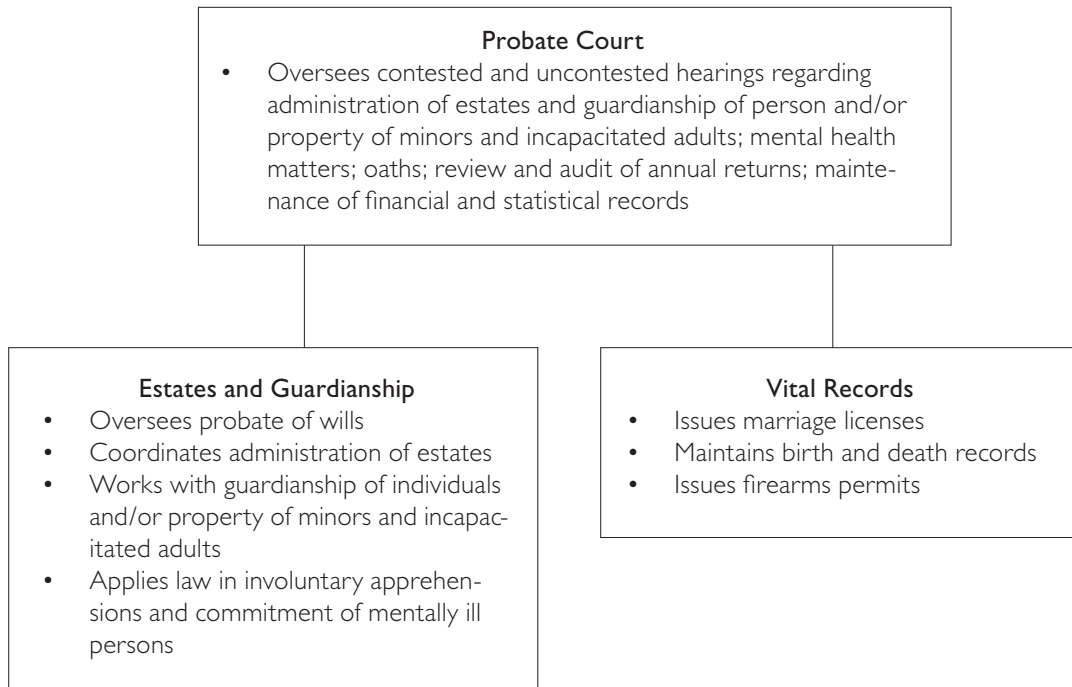 Probate Court
• Oversees contested and uncontested hearings regarding
administration of estates and guardianship of person and/or
property of minors and incapacitated adults; mental health
matters; oaths; review and audit of annual returns; mainte-
nance of financial and statistical records
Estates and Guardianship
• Oversees probate of wills
• Coordinates administration of estates
• Works with guardianship of individuals
and/or property of minors and incapac-
itated adults
• Applies law in involuntary apprehen-
sions and commitment of mentally ill
persons
Vital Records
• Issues marriage licenses
• Maintains birth and death records
• Issues firearms permits